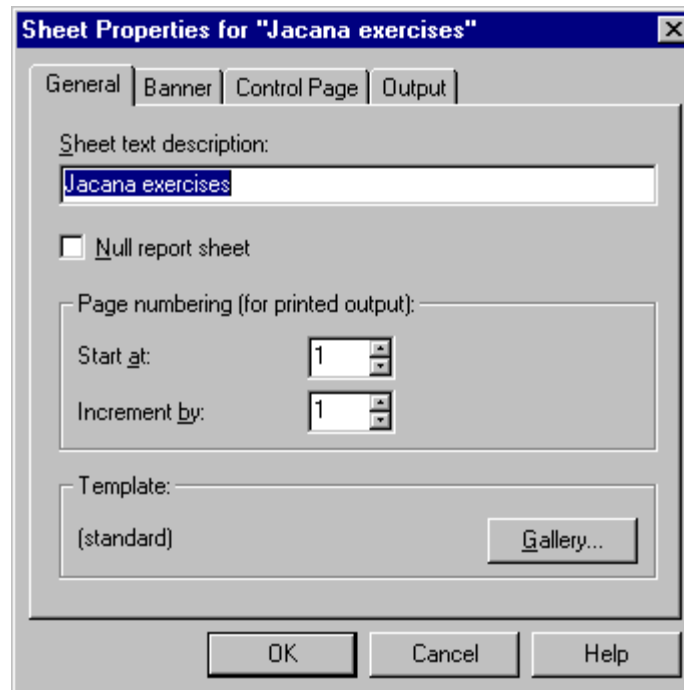 Sheet Properties for "Jacana exercises"
General Banner Control Page Output
Sheet text description:
Jacana exercises
Null report sheet
Page numbering (for printed output):
Start at: 1
Increment by: 1
Template:
(standard) Gallery...
OK Cancel Help